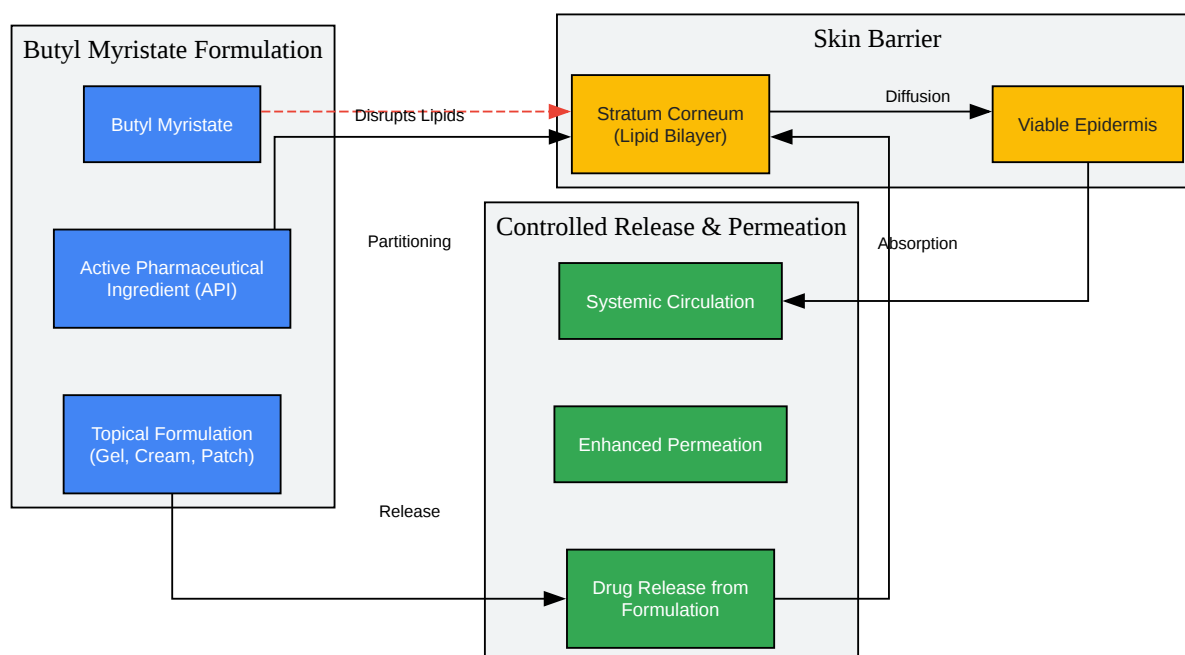 Butyl Myristate Formulation
Butyl Myristate
Active Pharmaceutical
Ingredient (API)
Topical Formulation
(Gel, Cream, Patch)
Disrupts Lipids
Partitioning
Release
Skin Barrier
Stratum Corneum
(Lipid Bilayer)
Diffusion
Viable Epidermis
Controlled Release & Permeation
Absorption
Systemic Circulation
Enhanced Permeation
Drug Release from
Formulation